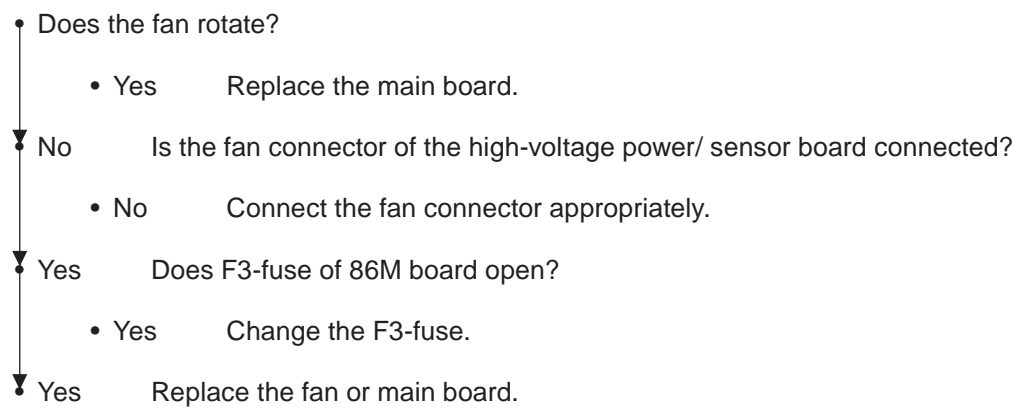 • Does the fan rotate?
• Yes Replace the main board.
No Is the fan connector of the high-voltage power/ sensor board connected?
• No Connect the fan connector appropriately.
Yes Does F3-fuse of 86M board open?
• Yes Change the F3-fuse.
Yes Replace the fan or main board.